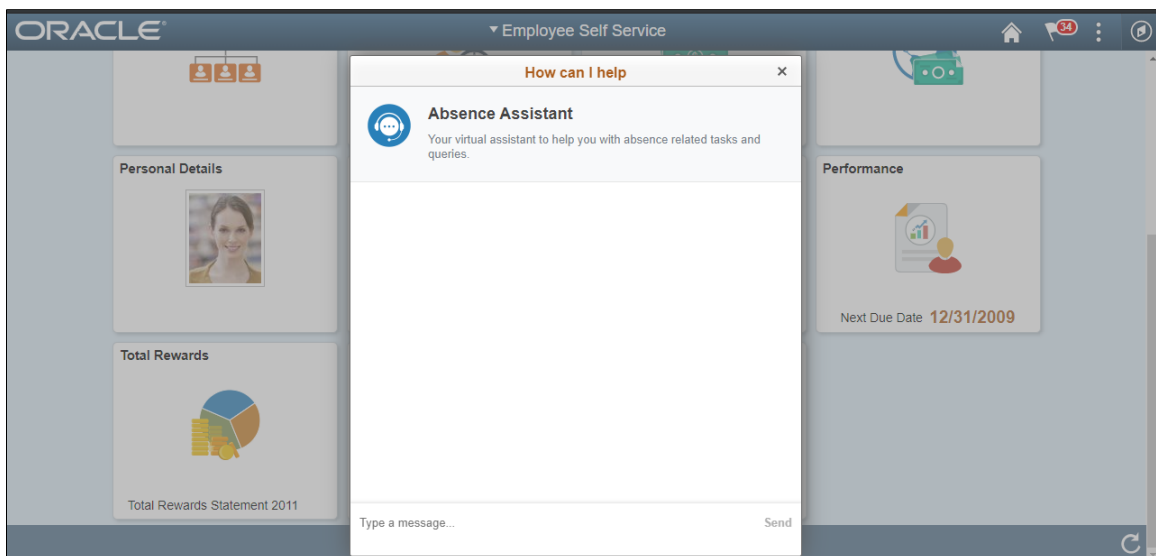 ORACLE
Employee Self Service
34
How can I help
Absence Assistant
Your virtual assistant to help you with absence related tasks and
queries.
Personal Details
Performance
Next Due Date 12/31/2009
Total Rewards
Total Rewards Statement 2011
Type a message...
Send